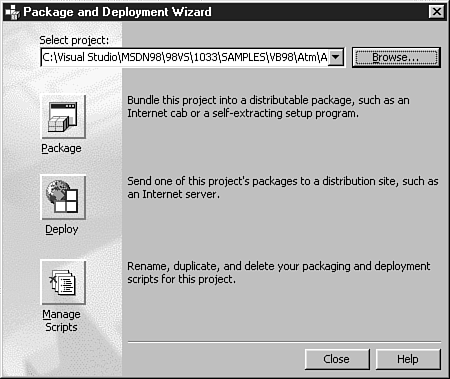 Package and Deployment Wizard
Select project:
C:\Visual Studio\MSDN98\98VS\1033\SAMPLES\VB98\Atm\A
Browse...
Bundle this project into a distributable package, such as an
Internet cab or a self-extracting setup program.
Package
Send one of this project's packages to a distribution site, such as
an Internet server.
Deploy
Rename, duplicate, and delete your packaging and deployment
scripts for this project.
Manage
Scripts
Close
Help